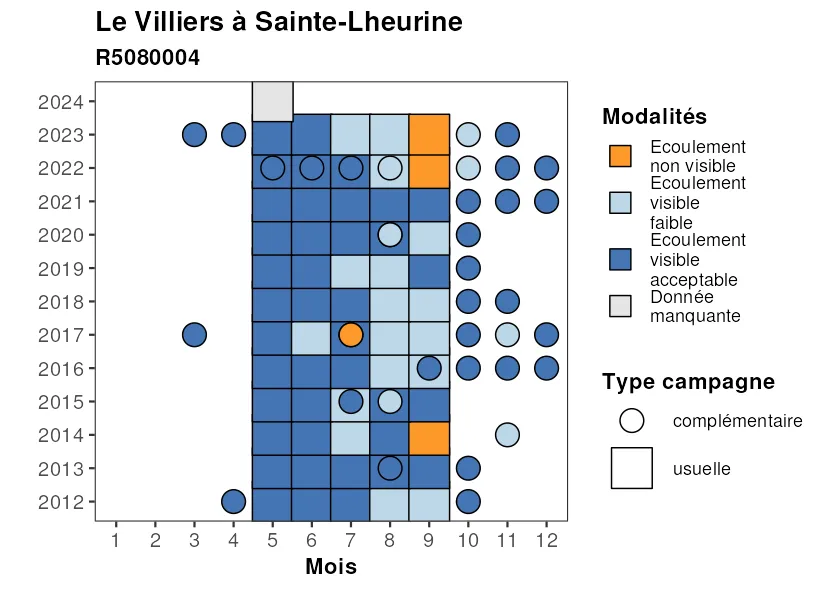 Le Villiers à Sainte-Lheurine
R5080004
2024
2023
2022
2021
2020
2019
2018
2017
2016
2015
2014
2013
2012
1 2 3 4 5 6 7 8 9 10 11 12
Mois
Modalités
Ecoulement
non visible
Ecoulement
visible
faible
Ecoulement
visible
acceptable
Donnée
manquante
Type campagne
complémentaire
usuelle